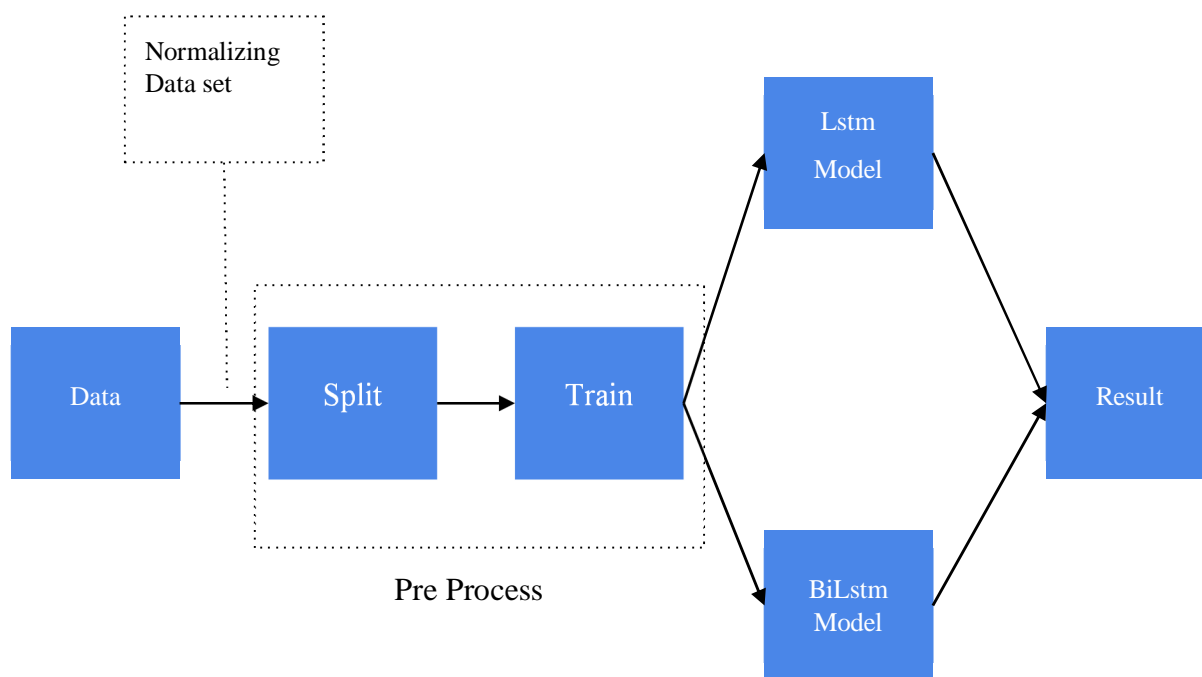 Normalizing
Data set
Lstm
Model
Data
Split
Train
Result
Pre Process
BiLstm
Model